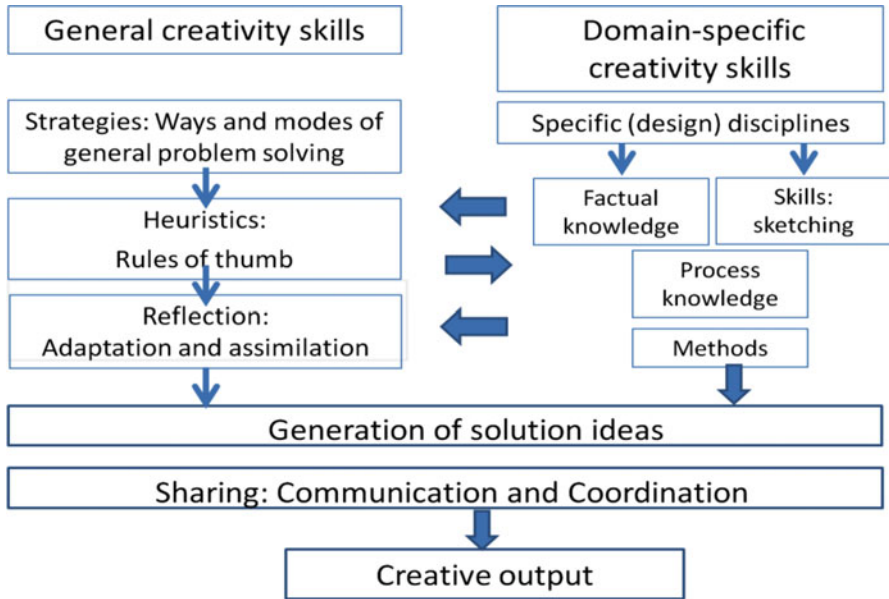 General creativity skills
Strategies: Ways and modes of
general problem solving
Heuristics:
Rules of thumb
Reflection:
Adaptation and assimilation
Domain-specific
creativity skills
Specific (design) disciplines
Factual
knowledge
Skills:
sketching
Process
knowledge
Methods
Generation of solution ideas
Sharing: Communication and Coordination
Creative output